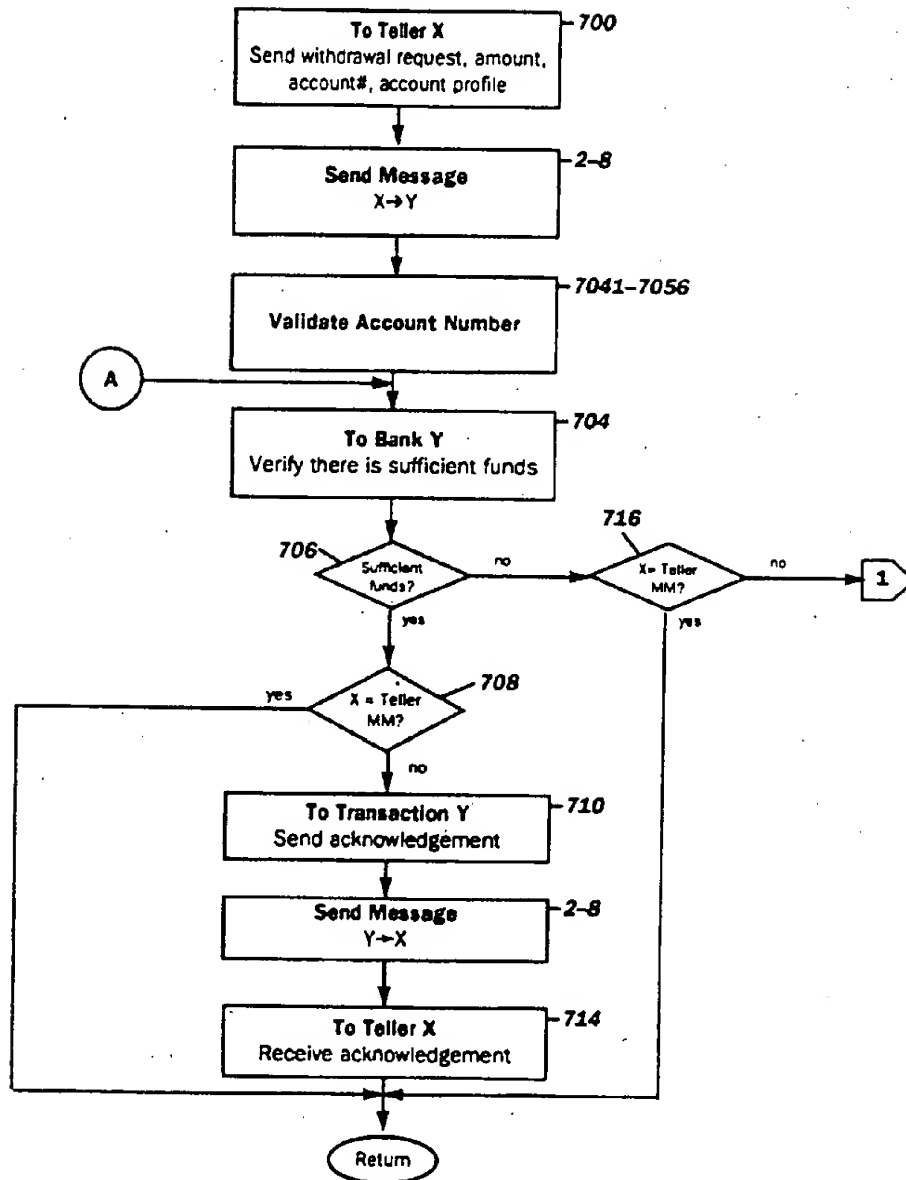 To Teller X
700
Send withdrawal request, amount,
account#, account profile
2-8
Send Message
X→Y
7041-7056
Validate Account Number
A
704
To Bank Y
Verify there is sufficient funds
706
Sufficient
funds?
no
716
X= Teller
MM?
no
1
yes
yes
yes
708
X = Teller
MM?
no
To Transaction Y
710
Send acknowledgement
Send Message
2-8
Y→X
To Teller X
714
Receive acknowledgement
Return